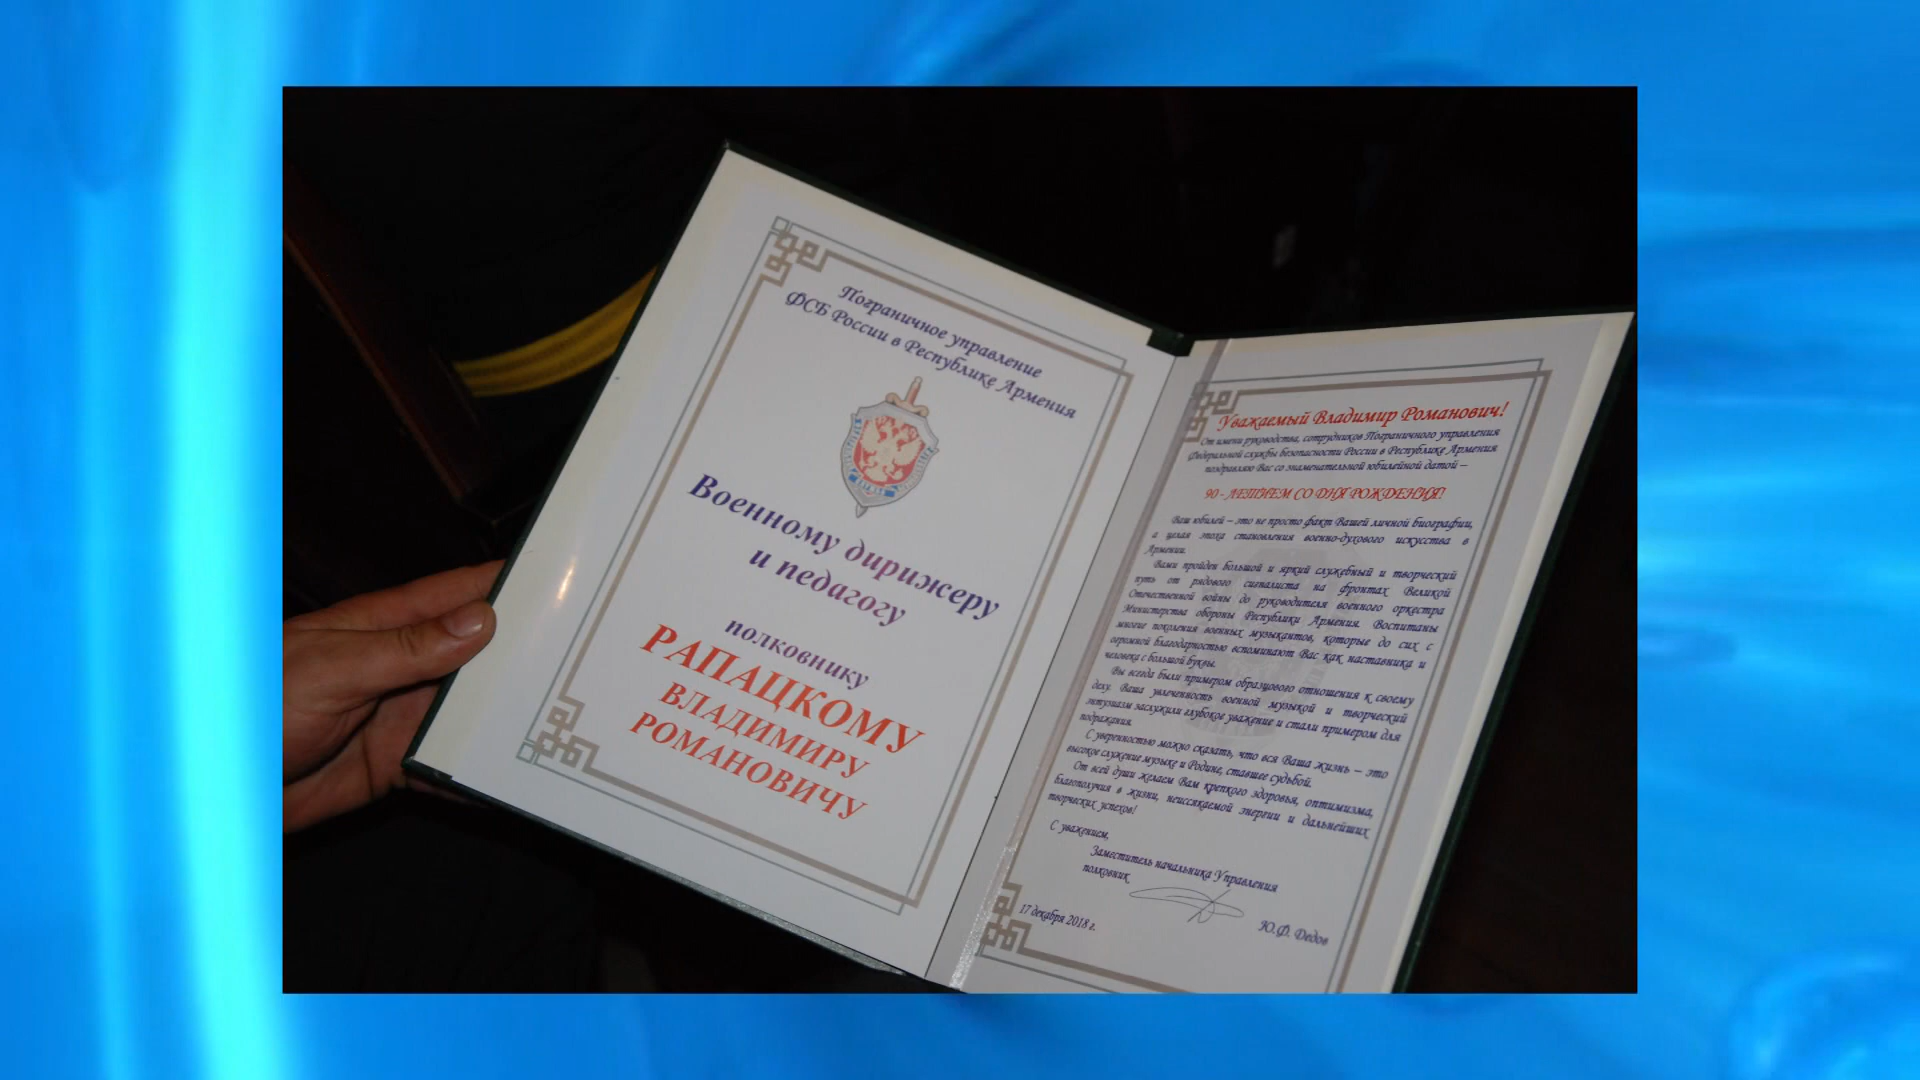 Пограничное управление
ФСБ России в Республике Армения
Военному дирижеру
и педагогу
полковнику
РАПАЦКОМУ
ВЛАДИМИРУ
РОМАНОВИЧУ
Уважаемый Владимир Романович!
От имени руководства, сотрудников Пограничного управления
Федеральной службы безопасности России в Республике Армения
поздравляю Вас со знаменательной юбилейной датой –
90 - ЛЕТИЕМ СО ДНЯ РОЖДЕНИЯ!
Ваш юбилей – это не просто факт Вашей личной биографии,
а целая эпоха становления военно-духового искусства в
Армении.
Вами пройден большой и яркий служебный и творческий
путь от рядового сигналиста на фронтах Великой
Отечественной войны до руководителя военного оркестра
Министерства обороны Республики Армения. Воспитаны
многие поколения военных музыкантов, которые до сих с
огромной благодарностью вспоминают Вас как наставника и
человека с большой буквы.
Вы всегда были примером образцового отношения к своему
делу. Ваша увлеченность военной музыкой и творческий
энтузиазм заслужили глубокое уважение и стали примером для
подражания.
С уверенностью можно сказать, что вся Ваша жизнь – это
высокое служение музыке и Родине, ставшее судьбой.
От всей души желаем Вам крепкого здоровья, оптимизма,
благополучия в жизни, неиссякаемой энергии и дальнейших
творческих успехов!
С уважением,
Заместитель начальника Управления
полковник
Ю.Ф. Дедов
17 декабря 2018 г.